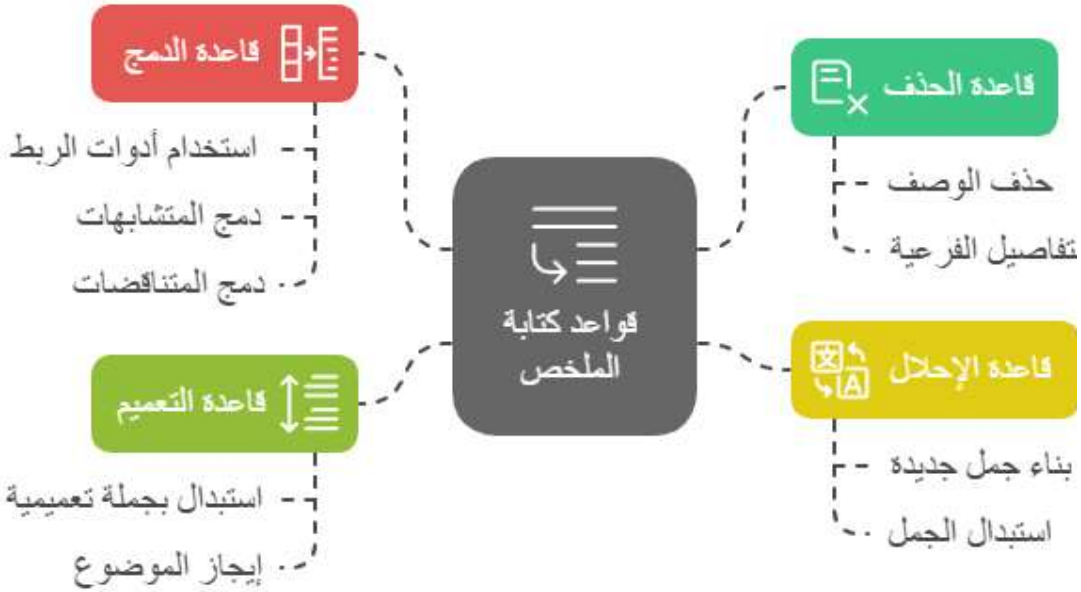 قواعد كتابة
الملخص
قاعدة الحذف
حذف الوصف
الفرعية
قاعدة الإحلال
بناء جمل جديدة
استبدال الجمل
قاعدة الدمج
استخدام أدوات الربط
دمج المتشابهات
دمج المتناقضات
قاعدة التعميم
استبدال بجملة تعميمية
إيجاز الموضوع